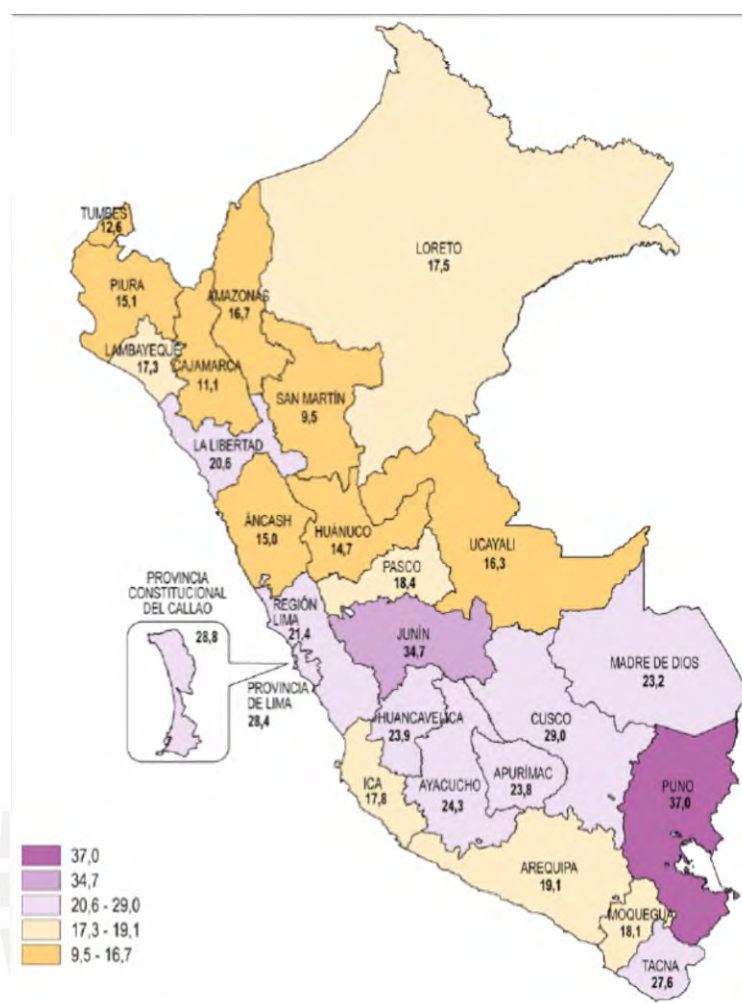 TUMBES
12,6
PIURA
15,1
LAMBAYEQUE
17,3
CAJAMARCA
11,1
AMAZONAS
16,7
LORETO
17,5
SAN MARTÍN
9,5
LA LIBERTAD
20,6
ÁNCASH
15,0
HUÁNUCO
14,7
UCAYALI
16,3
PASCO
18,4
PROVINCIA
CONSTITUCIONAL
DEL CALLAO
28,8
REGIÓN
LIMA
21,4
JUNÍN
34,7
MADRE DE DIOS
23,2
PROVINCIA
DE LIMA
28,4
HUANCAVELICA
23,9
CUSCO
29,0
ICA
17,8
AYACUCHO
24,3
APURÍMAC
23,8
PUNO
37,0
AREQUIPA
19,1
MOQUEGUA
18,1
TACNA
27,6
37,0
34,7
20,6 - 29,0
17,3 - 19,1
9,5 - 16,7